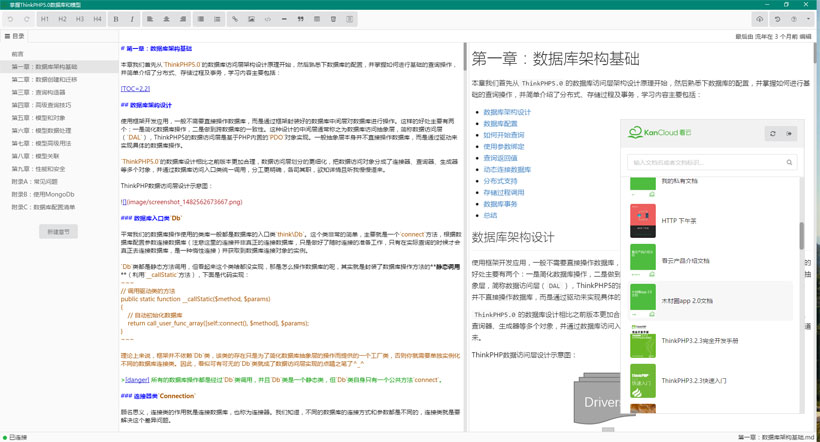 掌握ThinkPHP5.0数据库和模型
H1 H2 H3 H4 B I
目录
最后由 流年在 3 个月前 编辑
前言
第一章：数据库架构基础
第二章：数据创建和迁移
第三章：查询构造器
第四章：高级查询技巧
第五章：模型和对象
第六章：模型数据处理
第七章：模型高级用法
第八章：模型关联
第九章：性能和安全
附录A：常见问题
附录B：使用MongoDb
附录C：数据库配置清单
新建章节
# 第一章：数据库架构基础
本章我们首先从 ThinkPHP5.0 的数据库访问层架构设计原理开始，然后熟悉下数据库的配置，并掌握如何进行基础的查询操作，
并简单介绍了分布式、存储过程及事务，学习内容主要包括：
[TOC=2,2]
## 数据库架构设计
使用框架开发应用，一般不需要直接操作数据库，而是通过框架封装好的数据库中间层对数据库进行操作。这样的好处主要有两
个：一是简化数据库操作，二是做到跨数据库的一致性。这种设计的中间层通常称之为数据库访问抽象层，简称数据访问层
（`DAL`），ThinkPHP5的数据访问层是基于PHP内置的`PDO`对象实现。一般抽象层本身并不直接操作数据库，而是通过驱动来
实现具体的数据库操作。
`ThinkPHP5.0`的数据库设计相比之前版本更加合理，数据访问层划分的更细化，把数据访问对象分成了连接器、查询器、生成器
等多个对象，并通过数据库访问入口类统一调用，分工更明确，各司其职，欲知详情且听我慢慢道来。
ThinkPHP数据访问层设计示意图：
![](image/screenshot_1482562673667.png)
### 数据库入口类`Db`
平常我们的数据库操作使用的类库一般都是数据库的入口类`think\Db`。这个类非常的简单，主要就是一个`connect`方法，根据数
据库配置参数连接数据库（注意这里的连接并非真正的连接数据库，只是做好了随时连接的准备工作，只有在实际查询的时候才会
真正去连接数据库，是一种惰性连接）并获取到数据库连接对象的实例。
`Db`类都是静态方法调用，但看起来这个类啥都没实现，那是怎么操作数据库的呢，其实就是封装了数据库操作方法的**静态调用
**（利用`__callStatic`方法），下面是代码实现：
~~~
// 调用驱动类的方法
public static function __callStatic($method, $params)
{
// 自动初始化数据库
return call_user_func_array([self::connect(), $method], $params);
}
~~~
理论上来说，框架并不依赖`Db`类，该类的存在只是为了简化数据库抽象层的操作而提供的一个工厂类，否则你就需要单独实例化
不同的数据库连接类。因此，看似可有可无的`Db`类就成了数据访问层实现的点睛之笔了^_^
>[danger] 所有的数据库操作都是经过`Db`类调用，并且`Db`类是一个静态类，但`Db`类自身只有一个公共方法`connect`。
### 连接器类`Connection`
顾名思义，连接类的作用就是连接数据库，也称为连接器。我们知道，不同的数据库的连接方式和参数都是不同的，连接类就是要
解决这个差异问题。
第一章：数据库架构基础
本章我们首先从 ThinkPHP5.0 的数据库访问层架构设计原理开始，然后熟悉下数据库的配置，并掌握如何进行基
础的查询操作，并简单介绍了分布式、存储过程及事务，学习内容主要包括：
数据库架构设计
数据库配置
如何开始查询
使用参数绑定
查询返回值
动态连接数据库
分布式支持
存储过程调用
数据库事务
总结
数据库架构设计
使用框架开发应用，一般不需要直接操作数据库，
好处主要有两个：一是简化数据库操作，二是做到
象层，简称数据访问层（ DAL ），ThinkPHP5的
并不直接操作数据库，而是通过驱动来实现具体的
ThinkPHP5.0 的数据库设计相比之前版本更加合
查询器、生成器等多个对象，并通过数据库访问入
来。
ThinkPHP数据访问层设计示意图：
Drivers
KanCloud 看云
输入文档名或者文档标识...
我的私有文档
HTTP 下午茶
看云产品介绍文档
木材圈app 2.0文档
ThinkPHP3.2.3完全开发手册
ThinkPHP3.2.3快速入门
已连接
第一章：数据库架构基础.md